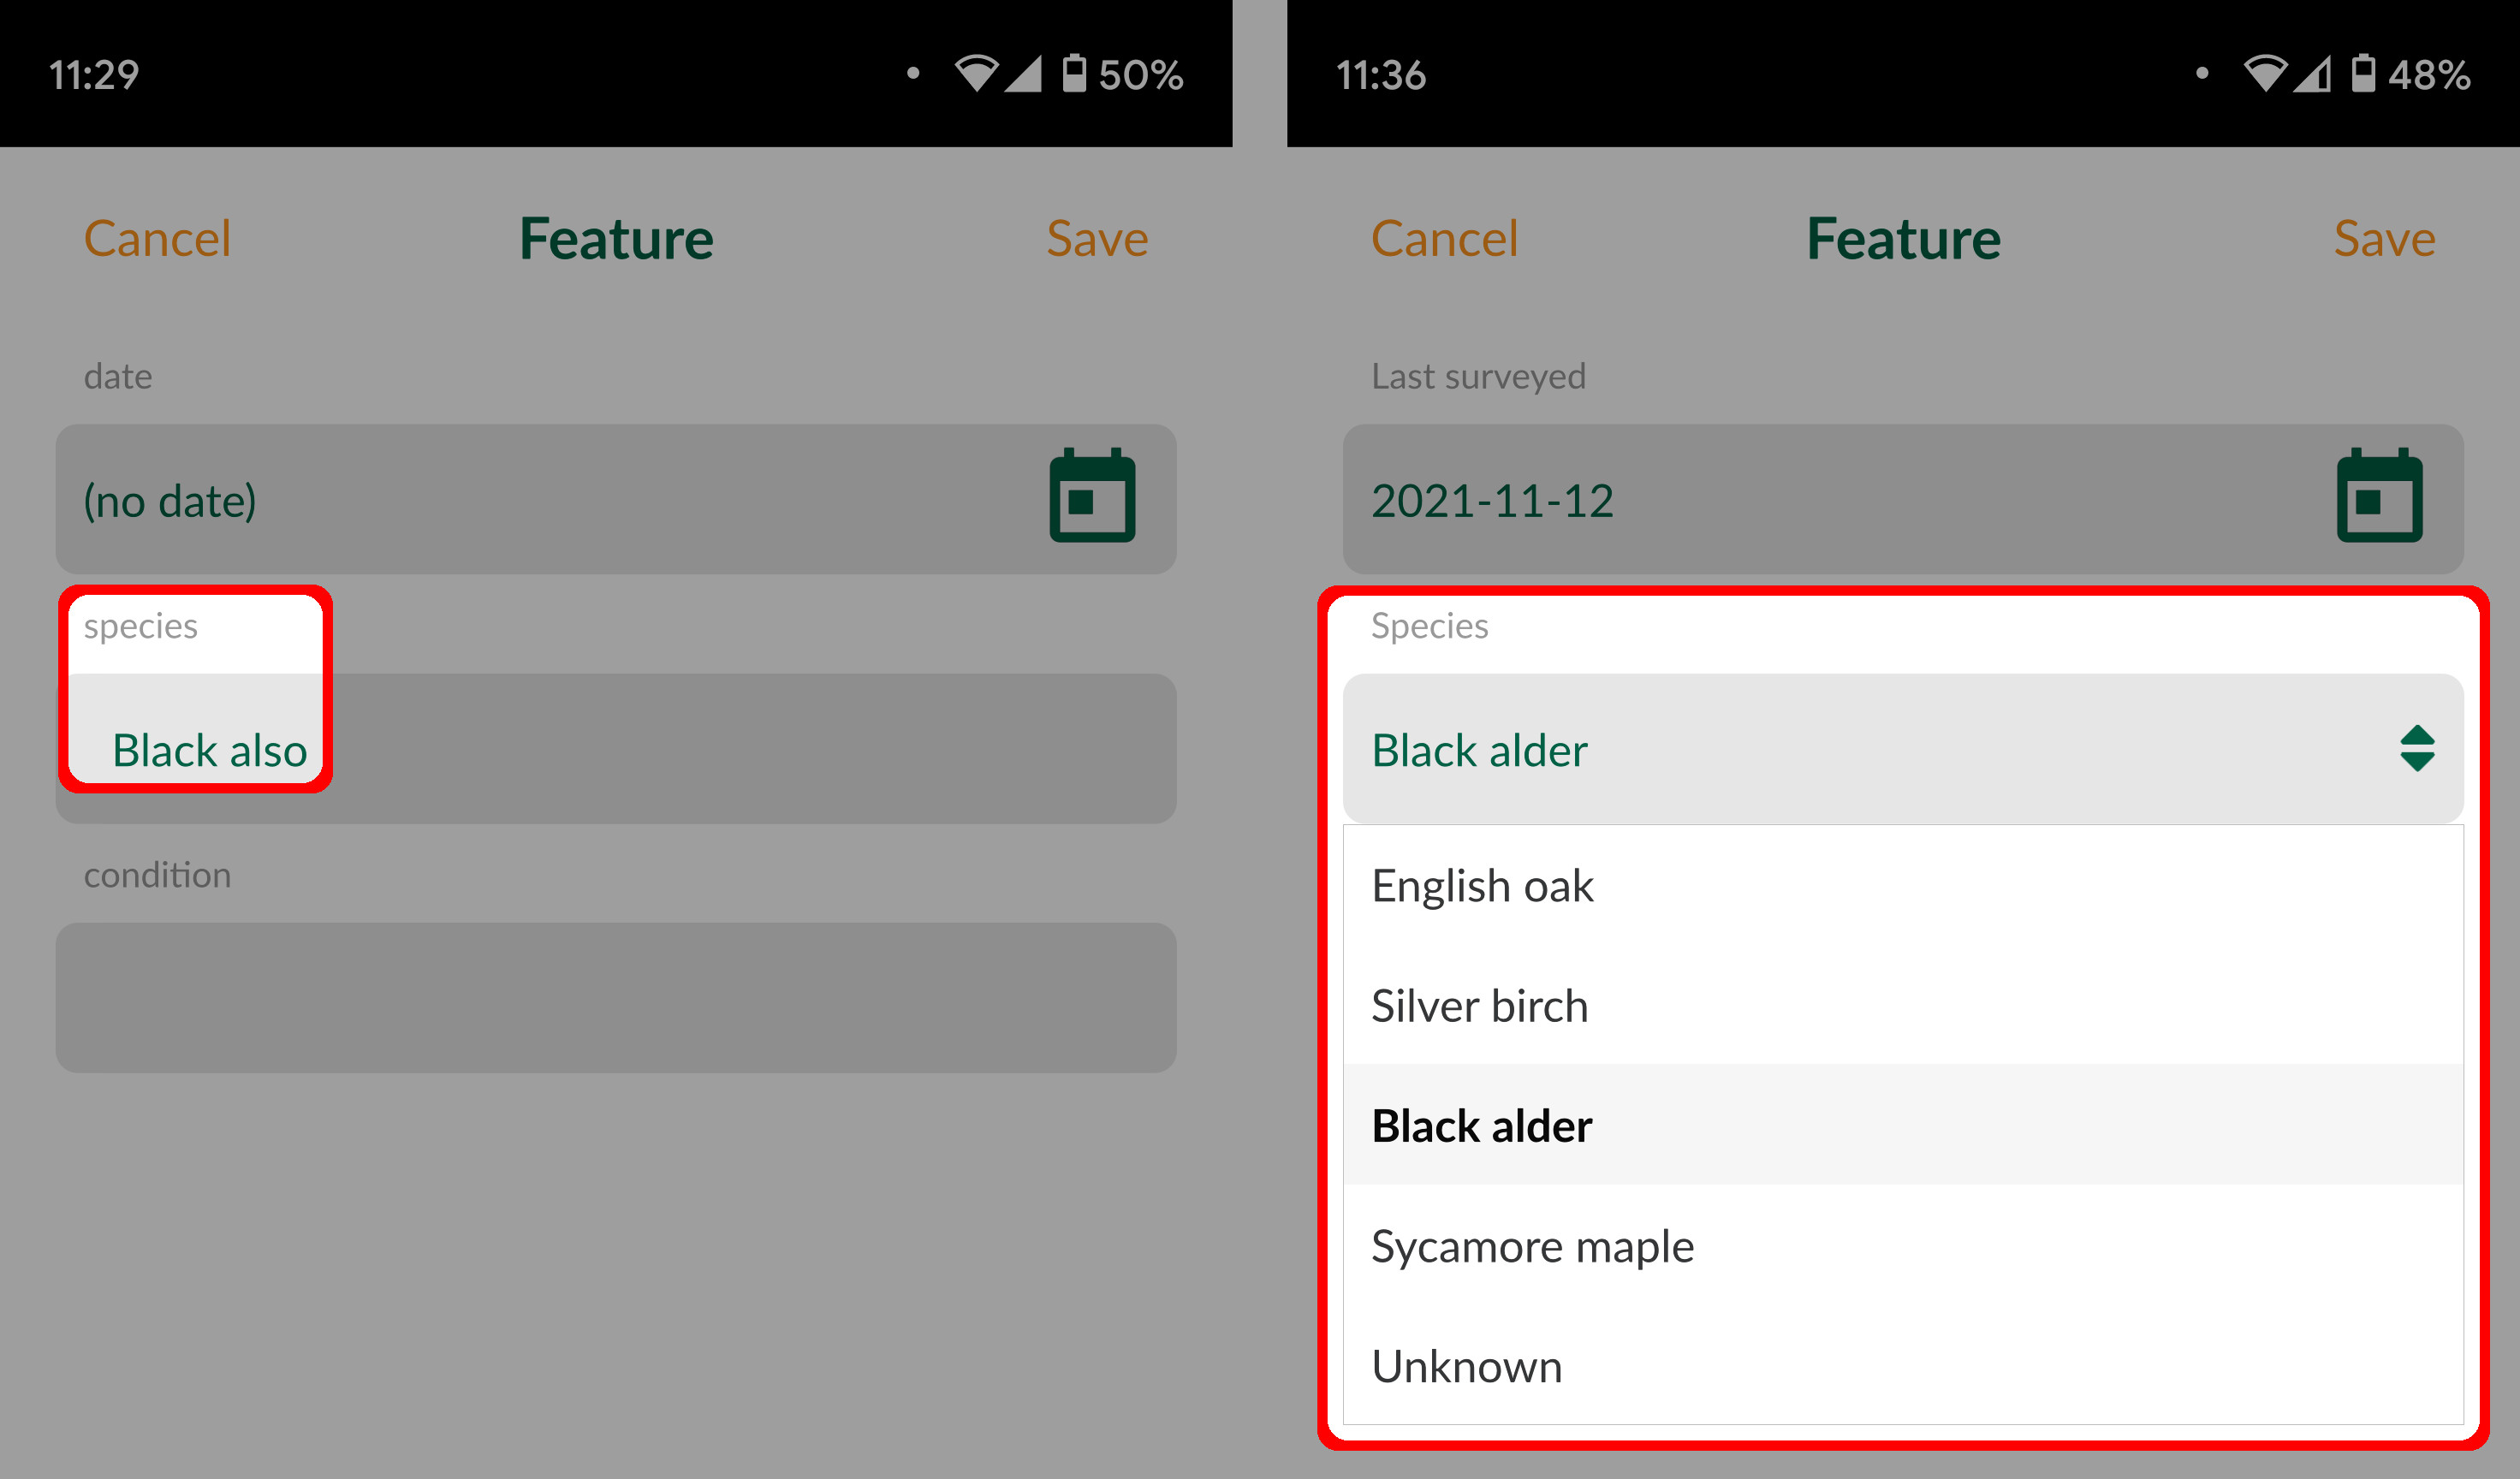 11:29
50%
Cancel
Feature
Save
date
(no date)
species
Black also
condition
11:36
48%
Cancel
Feature
Save
Last surveyed
2021-11-12
Species
Black alder
English oak
Silver birch
Black alder
Sycamore maple
Unknown